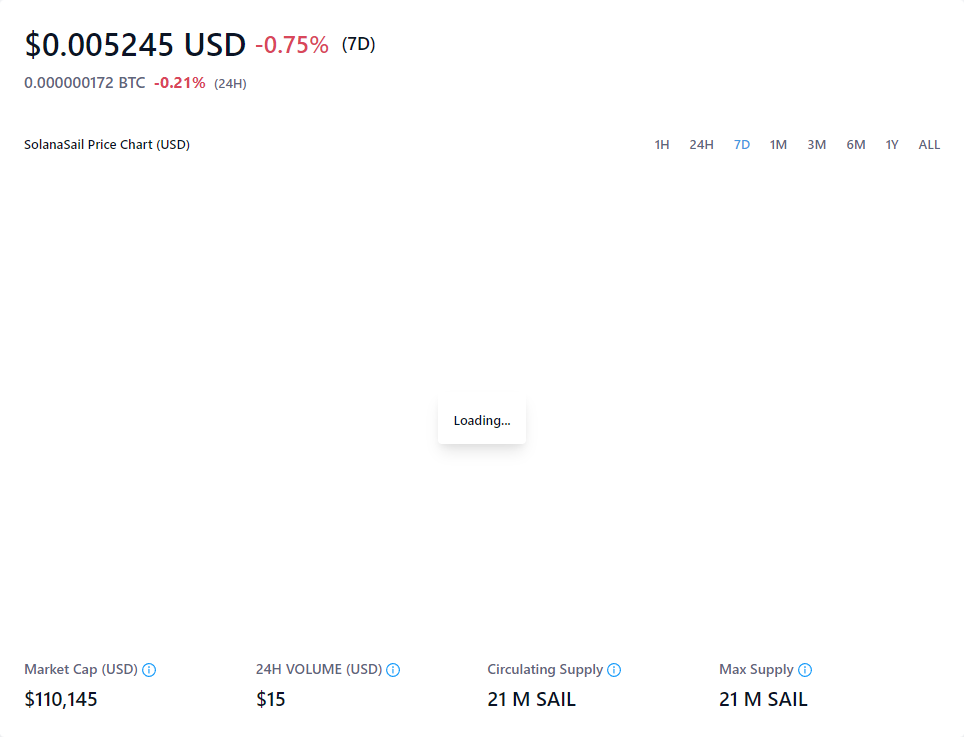 $0.005245 USD -0.75% (7D)
0.000000172 BTC -0.21% (24H)
SolanaSail Price Chart (USD) 1H 24H 7D 1M 3M 6M 1Y ALL
Loading...
Market Cap (USD) 24H VOLUME (USD) Circulating Supply Max Supply
$110,145 $15 21 M SAIL 21 M SAIL